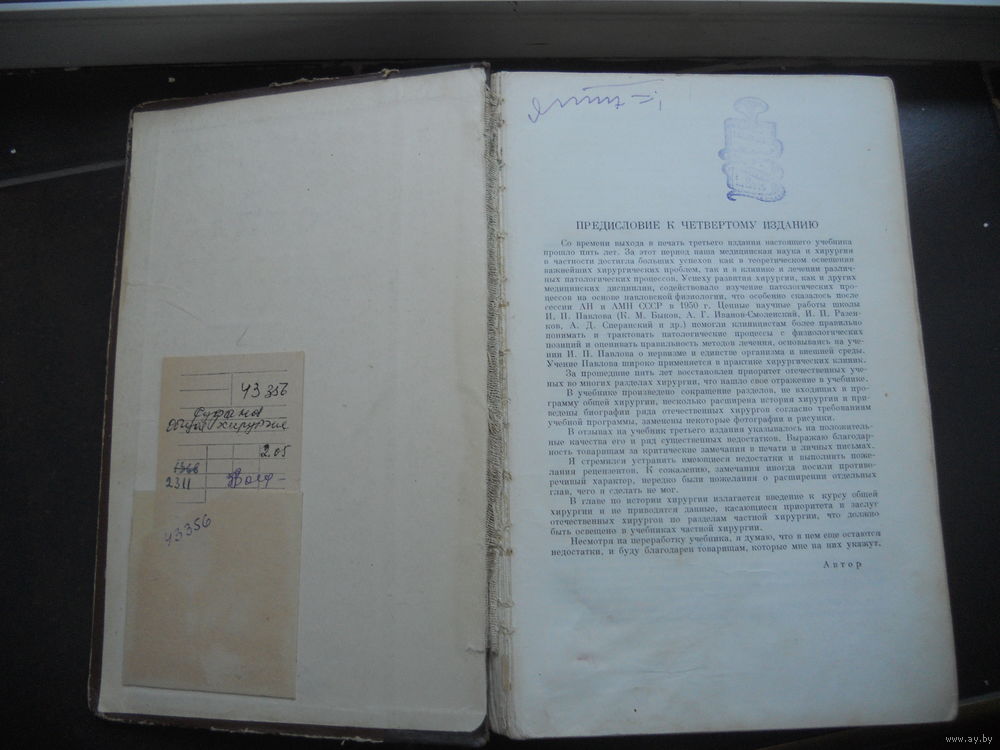 43 356
Руфанов
Общая хирургия
2.05
1368
2311
43356
ПРЕДИСЛОВИЕ К ЧЕТВЕРТОМУ ИЗДАНИЮ
Со времени выхода в печать третьего издания настоящего учебника
прошло пять лет. За этот период наша медицинская наука и хирургия
в частности достигла больших успехов как в теоретическом освещении
важнейших хирургических проблем, так и в клинике и лечении различ-
ных патологических процессов. Успеху развития хирургии, как и других
медицинских дисциплин, содействовало изучение патологических про-
цессов на основе павловской физиологии, что особенно сказалось после
сессии АН и АМН СССР в 1950 г. Ценные научные работы школы
И. П. Павлова (К. М. Быков, А. Г. Иванов-Смоленский, И. П. Разен-
ков, А. Д. Сперанский и др.) помогли клиницистам более правильно
понимать и трактовать патологические процессы с физиологических
позиций и оценивать правильность методов лечения, основываясь на уче-
нии И. П. Павлова о нервизме и единстве организма и внешней среды.
Учение Павлова широко применяется в практике хирургических клиник.
За прошедшие пять лет восстановлен приоритет отечественных уче-
ных во многих разделах хирургии, что нашло свое отражение в учебнике.
В учебнике произведено сокращение разделов, не входящих в про-
грамму общей хирургии, несколько расширена история хирургии и при-
ведены биографии ряда отечественных хирургов согласно требованиям
учебной программы, заменены некоторые фотографии и рисунки.
В отзывах на учебник третьего издания указывалось на положитель-
ные качества его и ряд существенных недостатков. Выражаю благодар-
ность товарищам за критические замечания в печати и личных письмах.
Я стремился устранить имеющиеся недостатки и выполнить поже-
лания рецензентов. К сожалению, замечания иногда носили противо-
речивый характер, нередко были пожелания о расширении отдельных
глав, чего я сделать не мог.
В главе по истории хирургии излагается введение к курсу общей
хирургии и не приводятся данные, касающиеся приоритета и заслуг
отечественных хирургов по разделам частной хирургии, что должно
быть освещено в учебниках частной хирургии.
Несмотря на переработку учебника, я думаю, что в нем еще остаются
недостатки, и буду благодарен товарищам, которые мне на них укажут.
Автор
www.ay.by